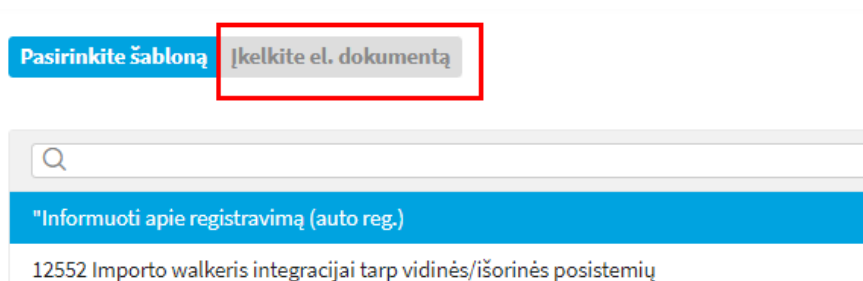 Pasirinkite šabloną Įkelkite el. dokumentą
"Informuoti apie registravimą (auto reg.)
12552 Importo walkeris integracijai tarp vidinės/išorinės posistemių